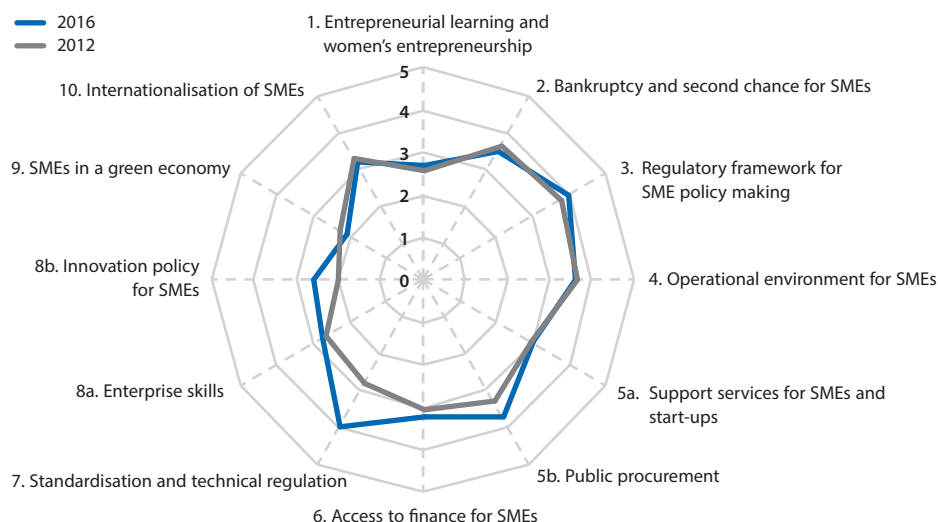 2016
2012
1. Entrepreneurial learning and
women's entrepreneurship
2. Bankruptcy and second chance for SMEs
3. Regulatory framework for
SME policy making
4. Operational environment for SMEs
5a. Support services for SMEs and
start-ups
5b. Public procurement
6. Access to finance for SMEs
7. Standardisation and technical regulation
8a. Enterprise skills
8b. Innovation policy
for SMEs
9. SMEs in a green economy
10. Internationalisation of SMEs
5
4
3
2
1
0